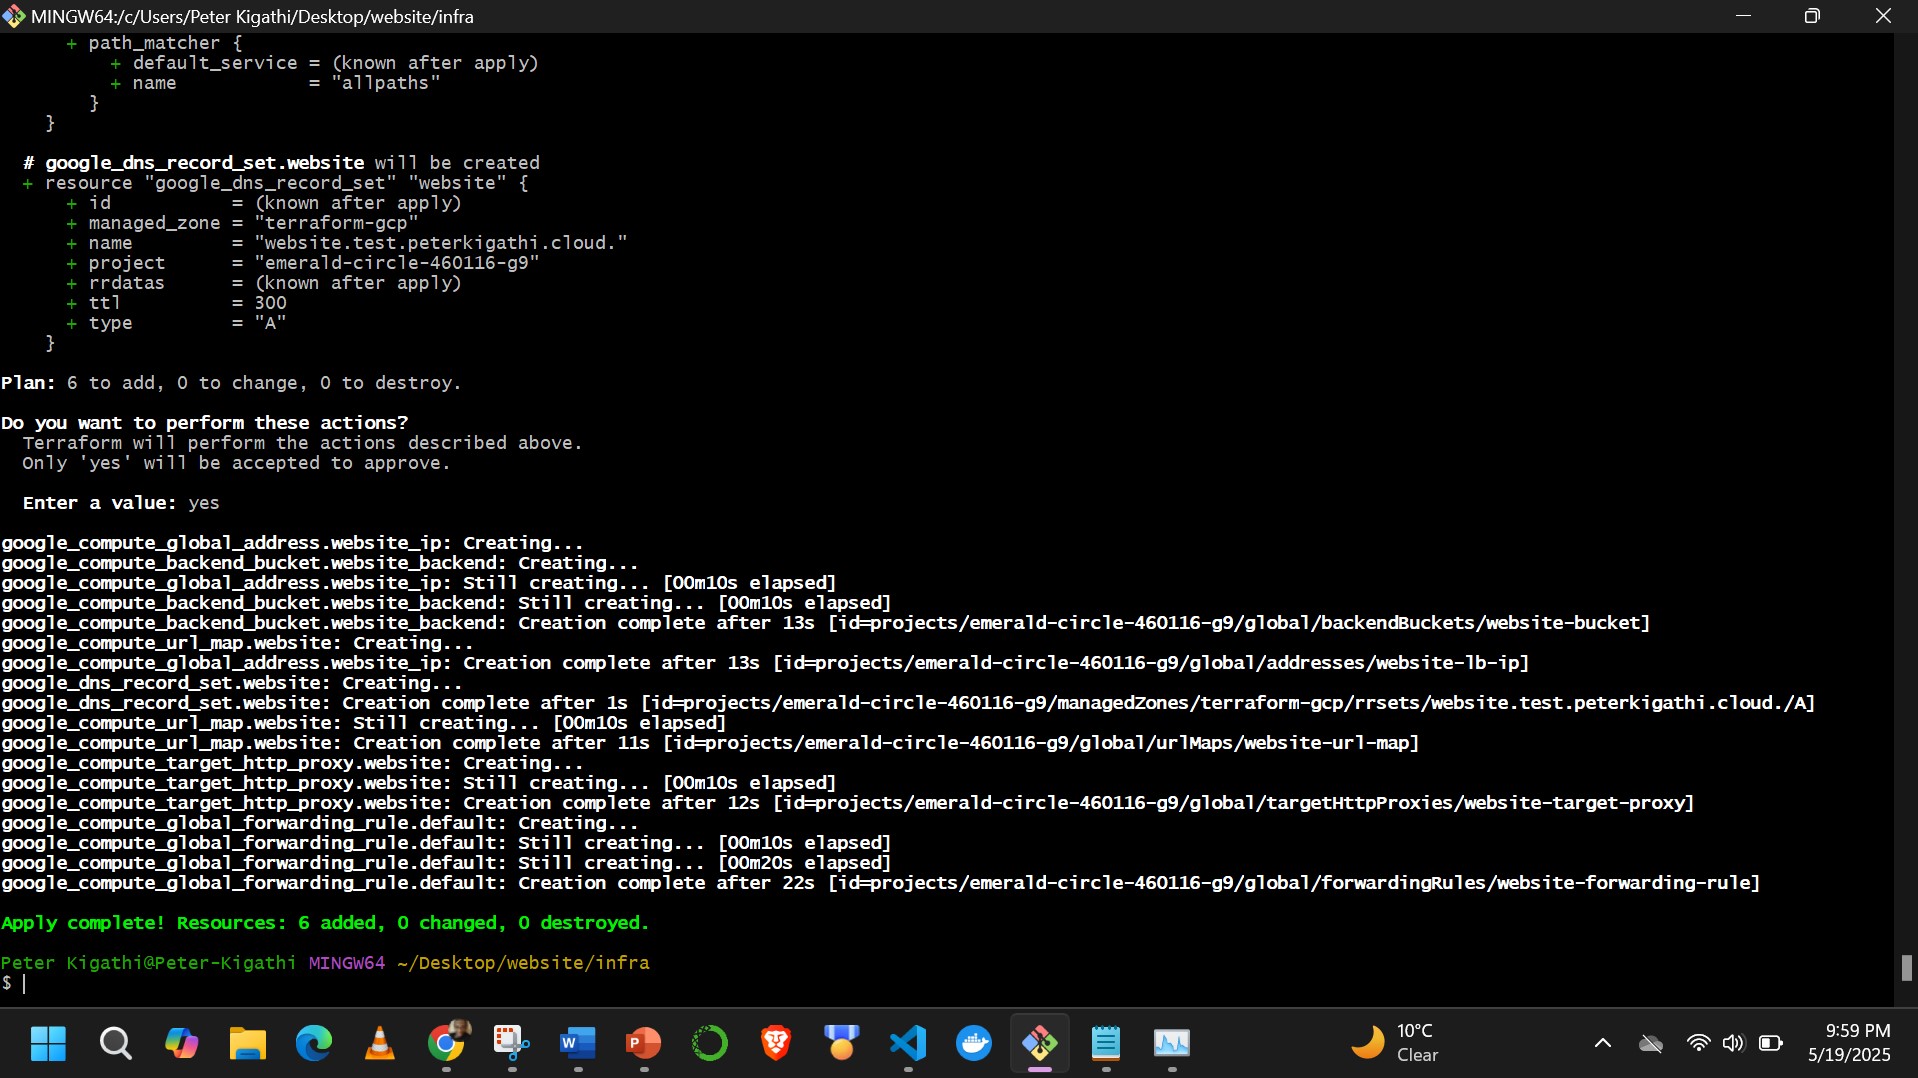 MINGW64:/c/Users/Peter Kigathi/Desktop/website/infra
+ path_matcher {
+ default_service = (known after apply)
+ name = "allpaths"
}
}
# google_dns_record_set.website will be created
+ resource "google_dns_record_set" "website" {
+ id = (known after apply)
+ managed_zone = "terraform-gcp"
+ name = "website.test.peterkigathi.cloud."
+ project = "emerald-circle-460116-g9"
+ rrdatas = (known after apply)
+ ttl = 300
+ type = "A"
}
Plan: 6 to add, 0 to change, 0 to destroy.
Do you want to perform these actions?
Terraform will perform the actions described above.
Only 'yes' will be accepted to approve.
Enter a value: yes
google_compute_global_address.website_ip: Creating...
google_compute_backend_bucket.website_backend: Creating...
google_compute_global_address.website_ip: Still creating... [00m10s elapsed]
google_compute_backend_bucket.website_backend: Still creating... [00m10s elapsed]
google_compute_backend_bucket.website_backend: Creation complete after 13s [id=projects/emerald-circle-460116-g9/global/backendBuckets/website-bucket]
google_compute_url_map.website: Creating...
google_compute_global_address.website_ip: Creation complete after 13s [id=projects/emerald-circle-460116-g9/global/addresses/website-lb-ip]
google_dns_record_set.website: Creating...
google_dns_record_set.website: Creation complete after 1s [id=projects/emerald-circle-460116-g9/managedZones/terraform-gcp/rrsets/website.test.peterkigathi.cloud./A]
google_compute_url_map.website: Still creating... [00m10s elapsed]
google_compute_url_map.website: Creation complete after 11s [id=projects/emerald-circle-460116-g9/global/urlMaps/website-url-map]
google_compute_target_http_proxy.website: Creating...
google_compute_target_http_proxy.website: Still creating... [00m10s elapsed]
google_compute_target_http_proxy.website: Creation complete after 12s [id=projects/emerald-circle-460116-g9/global/targetHttpProxies/website-target-proxy]
google_compute_global_forwarding_rule.default: Creating...
google_compute_global_forwarding_rule.default: Still creating... [00m10s elapsed]
google_compute_global_forwarding_rule.default: Still creating... [00m20s elapsed]
google_compute_global_forwarding_rule.default: Creation complete after 22s [id=projects/emerald-circle-460116-g9/global/forwardingRules/website-forwarding-rule]
Apply complete! Resources: 6 added, 0 changed, 0 destroyed.
Peter Kigathi@Peter-Kigathi MINGW64 ~/Desktop/website/infra
$
W
P
10°C
Clear
9:59 PM
5/19/2025